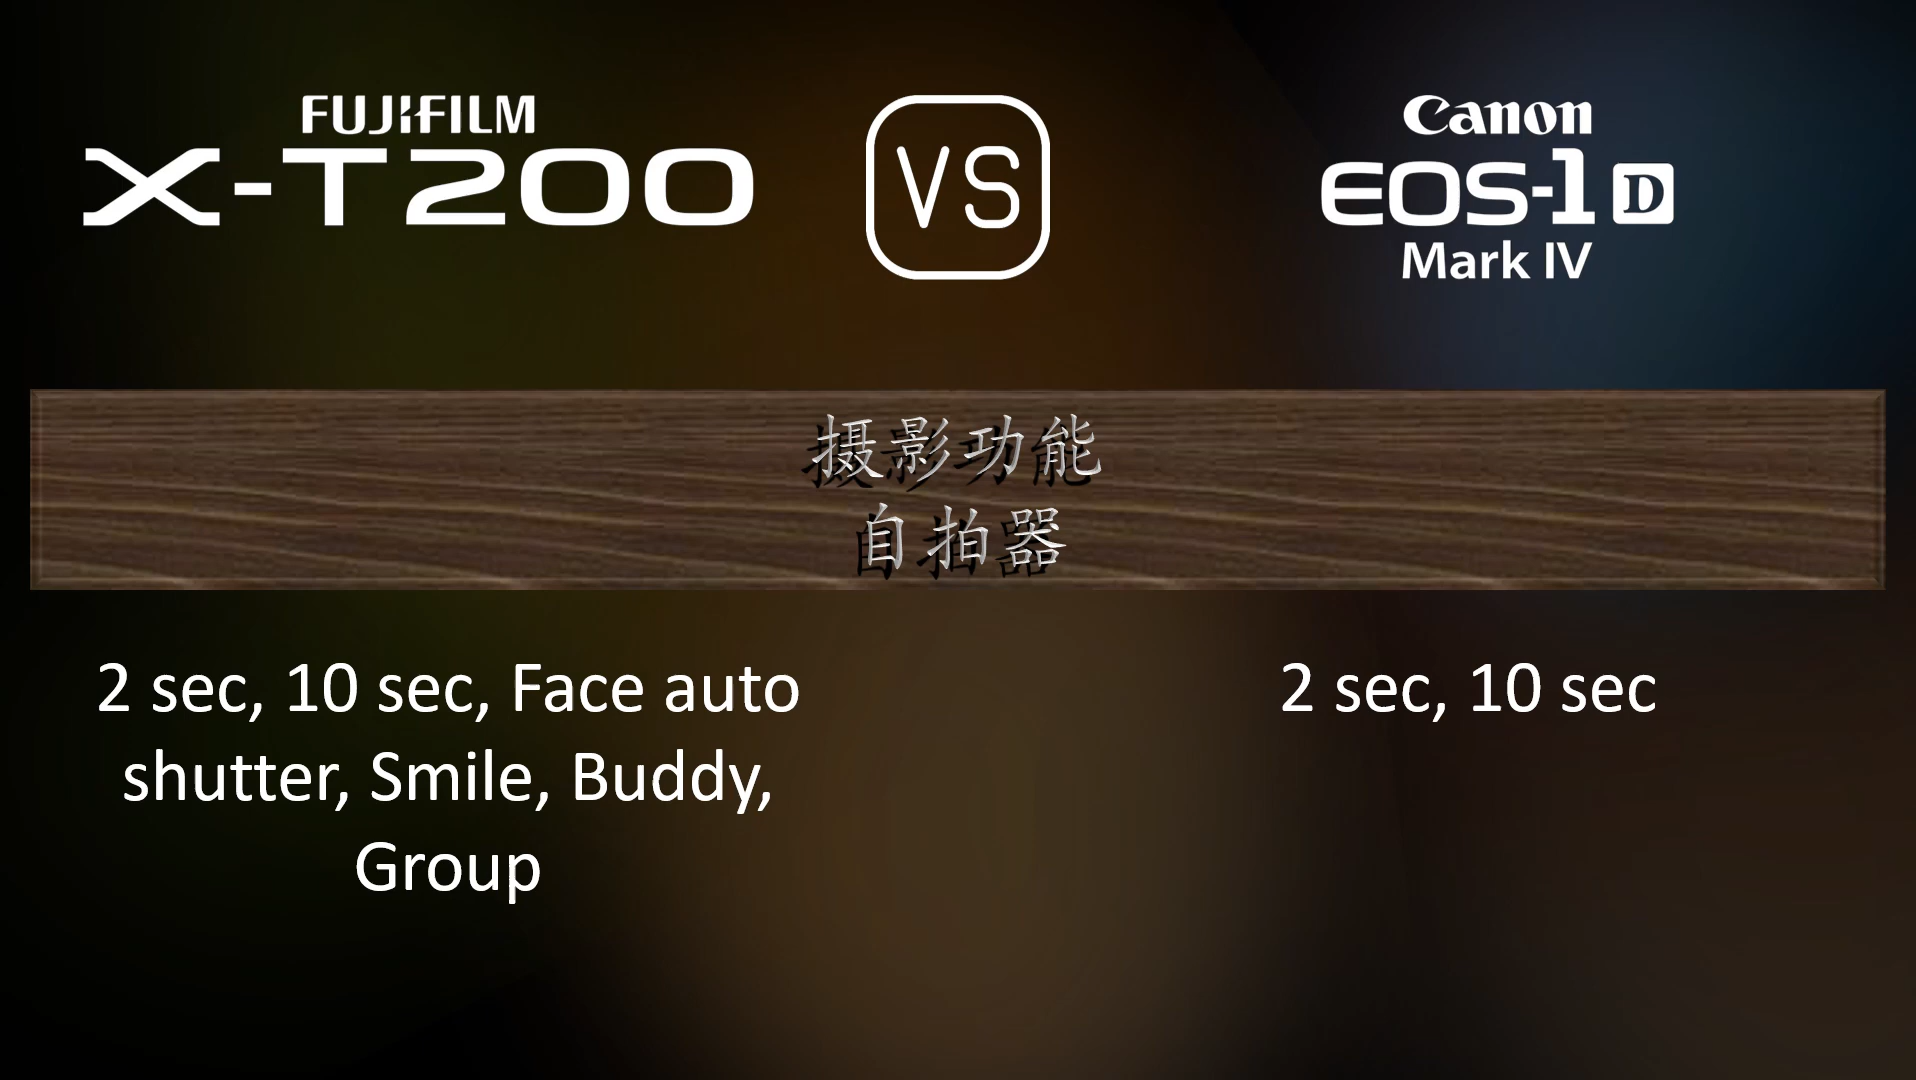 FUJIFILM
X-T200
VS
Canon
EOS-1 D
Mark IV
摄影功能
自拍器
2 sec, 10 sec, Face auto
shutter, Smile, Buddy,
Group
2 sec, 10 sec